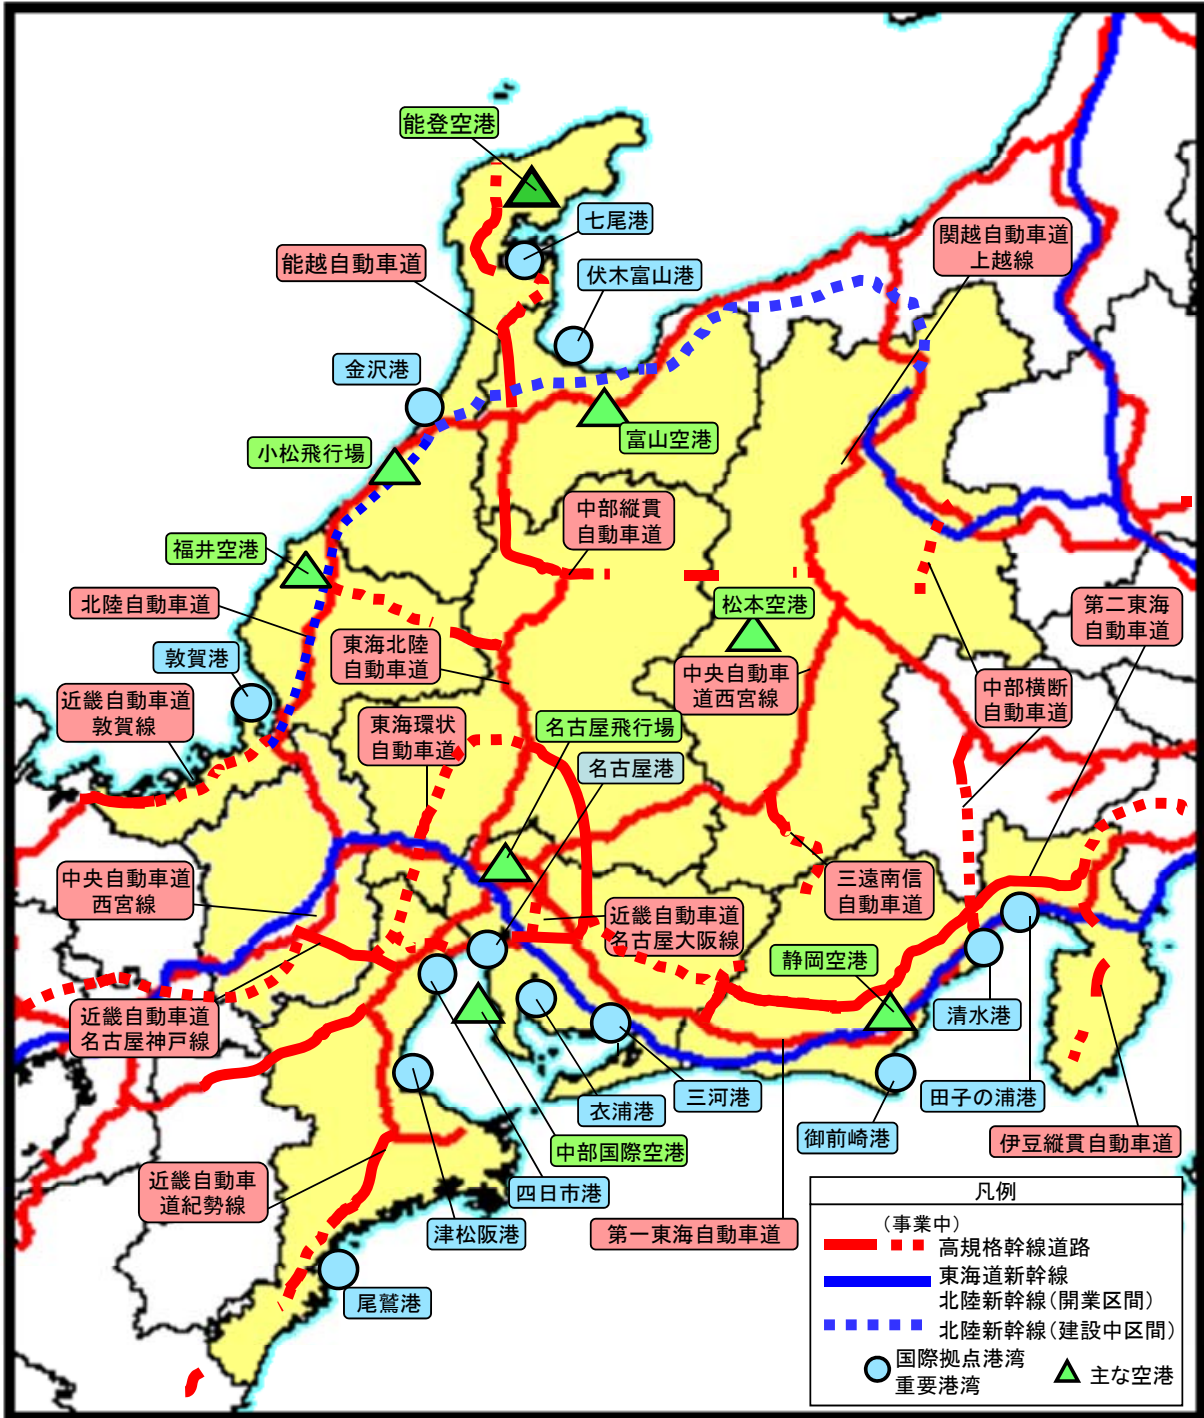 能登空港
七尾港
関越自動車道
上越線
能越自動車道
伏木富山港
金沢港
富山空港
小松飛行場
中部縦貫
自動車道
福井空港
北陸自動車道
松本空港
第二東海
自動車道
東海北陸
自動車道
敦賀港
中央自動車
道西宮線
中部横断
自動車道
近畿自動車道
敦賀線
東海環状
自動車道
名古屋飛行場
名古屋港
中央自動車道
西宮線
三遠南信
自動車道
近畿自動車道
名古屋大阪線
静岡空港
近畿自動車道
名古屋神戸線
清水港
衣浦港
三河港
田子の浦港
御前崎港
伊豆縦貫自動車道
中部国際空港
近畿自動車
道紀勢線
四日市港
津松阪港
第一東海自動車道
尾鷲港
凡例
(事業中)
高規格幹線道路
東海道新幹線
北陸新幹線(開業区間)
北陸新幹線(建設中区間)
国際拠点港湾
重要港湾
主な空港